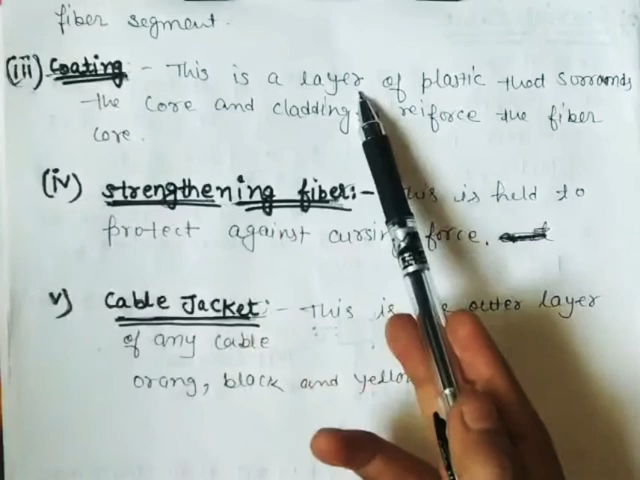 fiber segment.
(iii) Coating - This is a layer of plastic that surrounds
the core and cladding reiforce the fiber
core.
(iv) strengthening fiber:- This is held to
protect against cursing force.
v) Cable Jacket:- This is outer layer
of any cable
orang, black and yellow